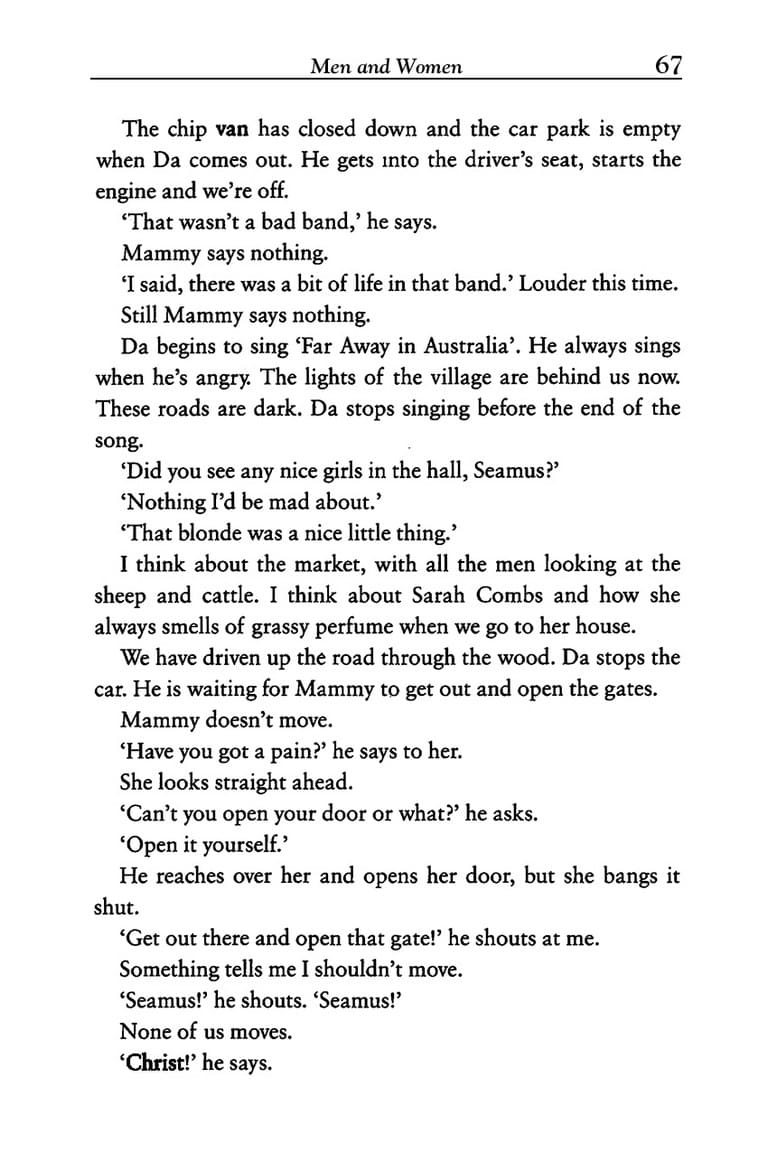 Men and Women 67
The chip van has closed down and the car park is empty
when Da comes out. He gets into the driver’s seat, starts the
engine and we’re off.
‘That wasn’t a bad band,’ he says.
Mammy says nothing.
‘I said, there was a bit of life in that band.’ Louder this time.
Still Mammy says nothing.
Da begins to sing ‘Far Away in Australia’. He always sings
when he’s angry. The lights of the village are behind us now.
These roads are dark. Da stops singing before the end of the
song.
‘Did you see any nice girls in the hall, Seamus?’
‘Nothing I’d be mad about.’
‘That blonde was a nice little thing.’
I think about the market, with all the men looking at the
sheep and cattle. I think about Sarah Combs and how she
always smells of grassy perfume when we go to her house.
We have driven up the road through the wood. Da stops the
car. He is waiting for Mammy to get out and open the gates.
Mammy doesn’t move.
‘Have you got a pain?’ he says to her.
She looks straight ahead.
‘Can’t you open your door or what?’ he asks.
‘Open it yourself.’
He reaches over her and opens her door, but she bangs it
shut.
‘Get out there and open that gate!’ he shouts at me.
Something tells me I shouldn’t move.
‘Seamus!’ he shouts. ‘Seamus!’
None of us moves.
‘Christ!’ he says.